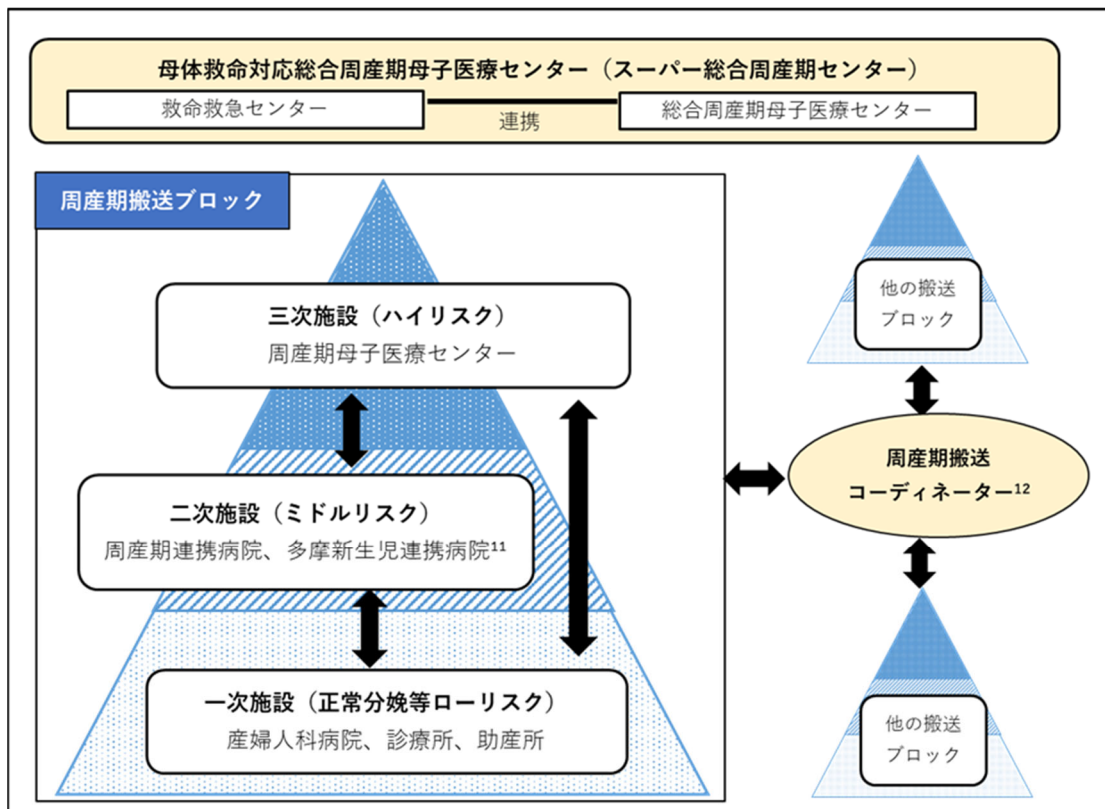 母体救命対応総合周産期母子医療センター（スーパー総合周産期センター）
救命救急センター
連携
総合周産期母子医療センター
周産期搬送ブロック
三次施設（ハイリスク）
周産期母子医療センター
二次施設（ミドルリスク）
周産期連携病院、多摩新生児連携病院¹¹
一次施設（正常分娩等ローリスク）
産婦人科病院、診療所、助産所
他の搬送
ブロック
周産期搬送
コーディネーター¹²
他の搬送
ブロック